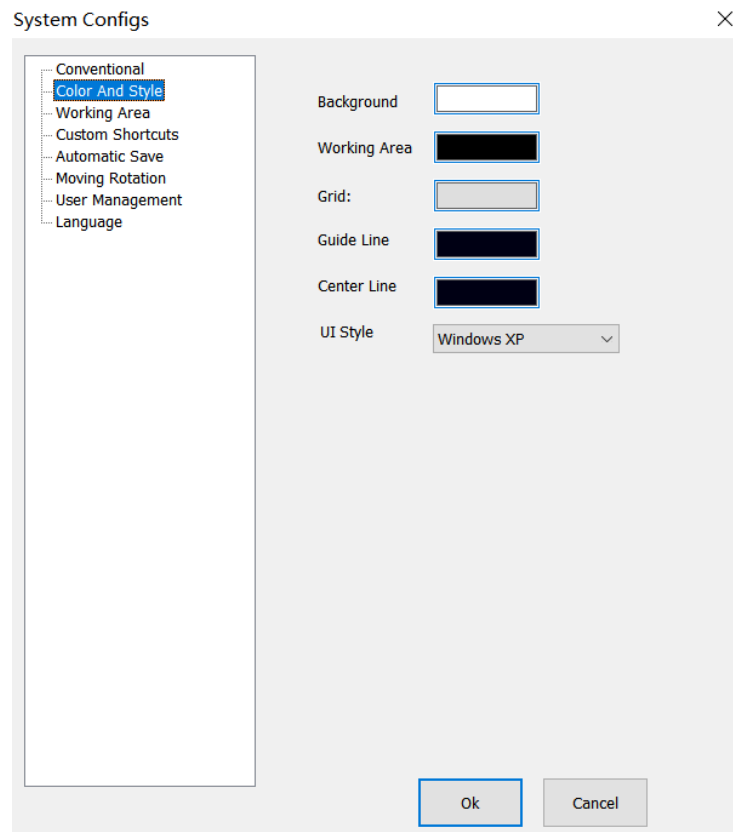 System Configs
Conventional
Color And Style
Working Area
Custom Shortcuts
Automatic Save
Moving Rotation
User Management
Language
Background
Working Area
Grid:
Guide Line
Center Line
UI Style
Windows XP
Ok
Cancel